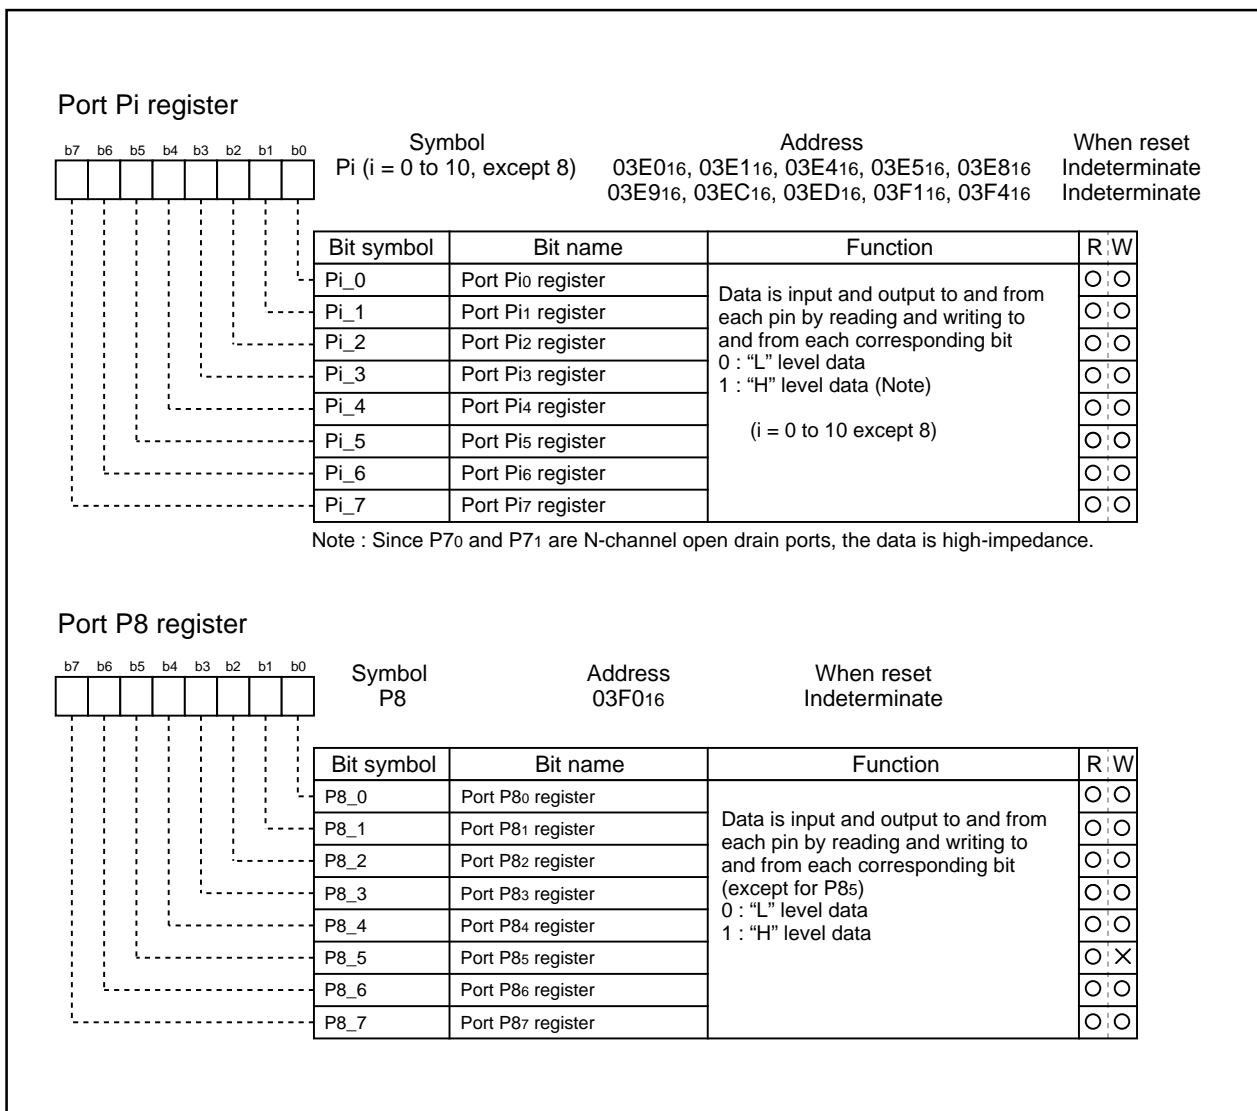 Port Pi register
b7 b6 b5 b4 b3 b2 b1 b0
Symbol Address When reset
Pi (i = 0 to 10, except 8) 03E016, 03E116, 03E416, 03E516, 03E816 Indeterminate
03E916, 03EC16, 03ED16, 03F116, 03F416 Indeterminate
Bit symbol Bit name Function R W
Pi_0 Port Pi0 register
Pi_1 Port Pi1 register
Pi_2 Port Pi2 register
Pi_3 Port Pi3 register
Pi_4 Port Pi4 register
Pi_5 Port Pi5 register
Pi_6 Port Pi6 register
Pi_7 Port Pi7 register
Data is input and output to and from
each pin by reading and writing to
and from each corresponding bit
0 : “L” level data
1 : “H” level data (Note)
(i = 0 to 10 except 8)
Note : Since P70 and P71 are N-channel open drain ports, the data is high-impedance.
Port P8 register
b7 b6 b5 b4 b3 b2 b1 b0
Symbol Address When reset
P8 03F016 Indeterminate
Bit symbol Bit name Function R W
P8_0 Port P80 register
P8_1 Port P81 register
P8_2 Port P82 register
P8_3 Port P83 register
P8_4 Port P84 register
P8_5 Port P85 register
P8_6 Port P86 register
P8_7 Port P87 register
Data is input and output to and from
each pin by reading and writing to
and from each corresponding bit
(except for P85)
0 : “L” level data
1 : “H” level data